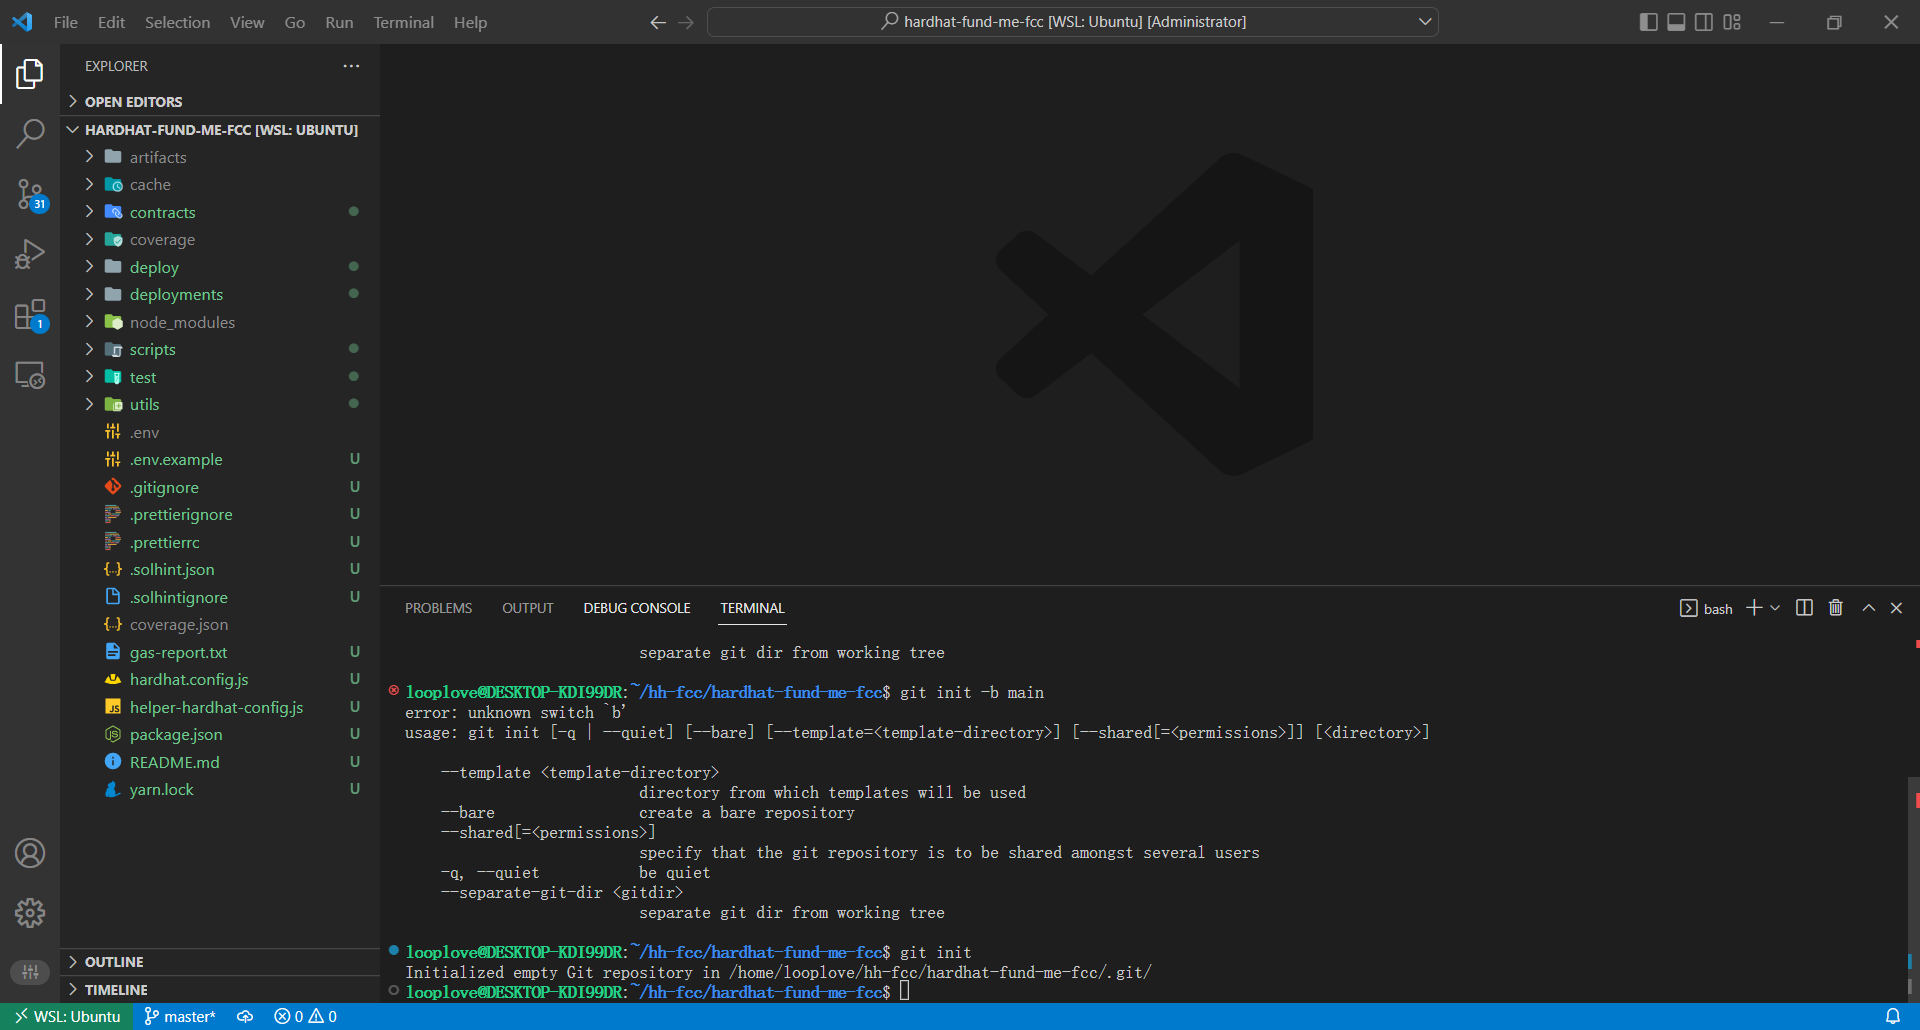 File Edit Selection View Go Run Terminal Help
hardhat-fund-me-fcc [WSL: Ubuntu] [Administrator]
EXPLORER
OPEN EDITORS
HARDHAT-FUND-ME-FCC [WSL: UBUNTU]
artifacts
cache
contracts
coverage
deploy
deployments
node_modules
scripts
test
utils
.env
.env.example U
.gitignore U
.prettierignore U
.prettierrc U
.solhint.json U
.solhintignore U
coverage.json
gas-report.txt U
hardhat.config.js U
helper-hardhat-config.js U
package.json U
README.md U
yarn.lock U
OUTLINE
TIMELINE
31
1
PROBLEMS OUTPUT DEBUG CONSOLE TERMINAL
bash
separate git dir from working tree
looplove@DESKTOP-KDI99DR:~/hh-fcc/hardhat-fund-me-fcc$ git init -b main
error: unknown switch `b'
usage: git init [-q | --quiet] [--bare] [--template=<template-directory>] [--shared[=<permissions>]] [<directory>]
--template <template-directory>
directory from which templates will be used
--bare create a bare repository
--shared[=<permissions>]
specify that the git repository is to be shared amongst several users
-q, --quiet be quiet
--separate-git-dir <gitdir>
separate git dir from working tree
looplove@DESKTOP-KDI99DR:~/hh-fcc/hardhat-fund-me-fcc$ git init
Initialized empty Git repository in /home/looplove/hh-fcc/hardhat-fund-me-fcc/.git/
looplove@DESKTOP-KDI99DR:~/hh-fcc/hardhat-fund-me-fcc$
WSL: Ubuntu master* 0 0